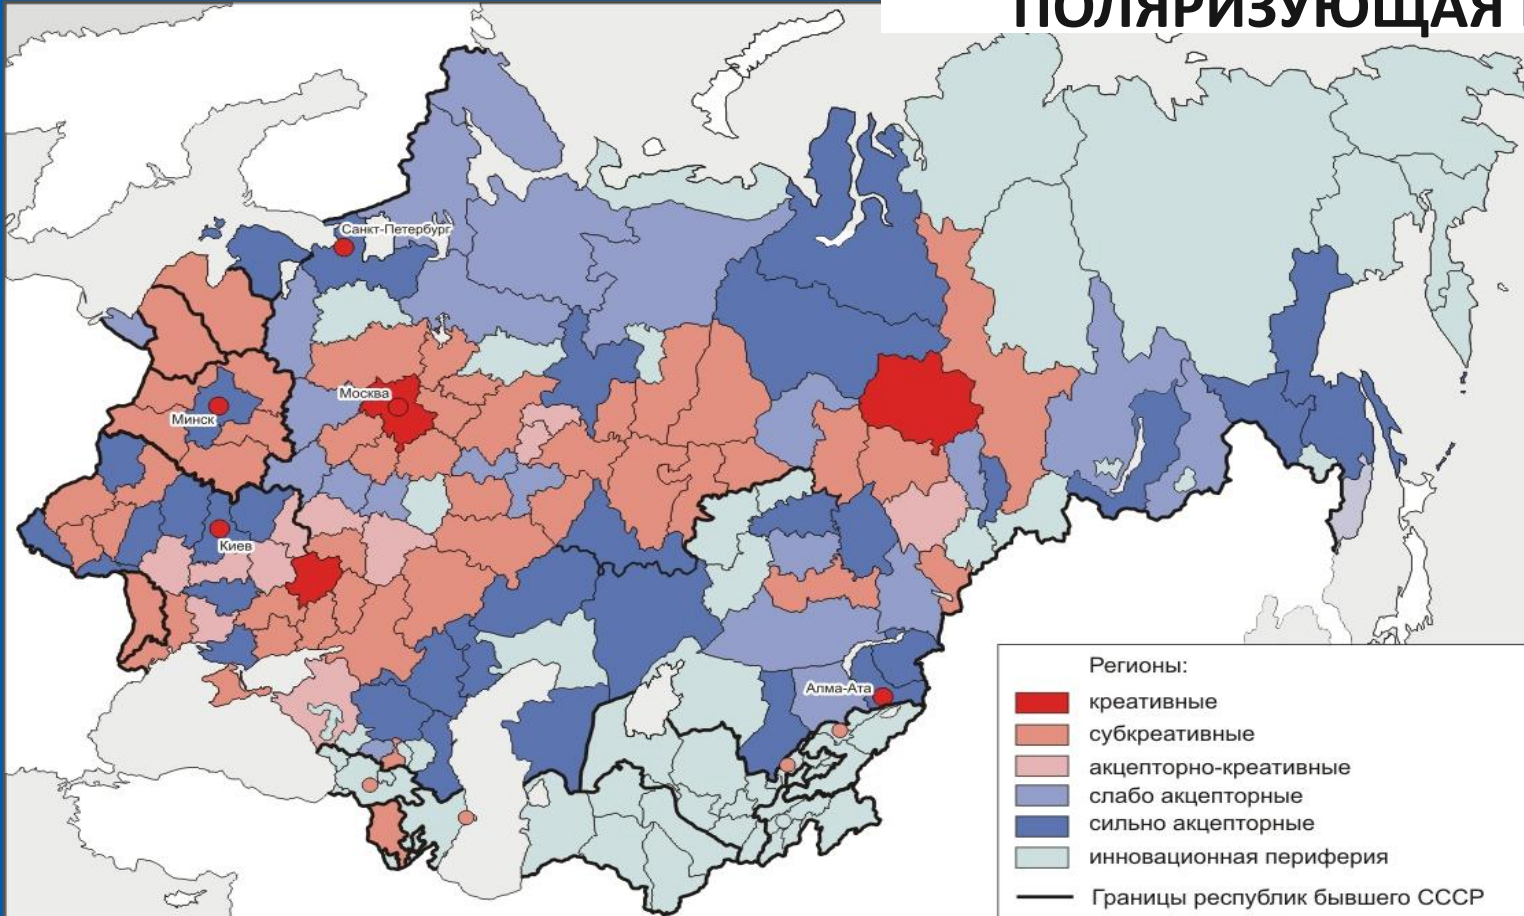 ПОЛЯРИЗУЮЩАЯ
Санкт-Петербург
Москва
Минск
Киев
Алма-Ата
Регионы:
креативные
субкреативные
акцепторно-креативные
слабо акцепторные
сильно акцепторные
инновационная периферия
Границы республик бывшего СССР